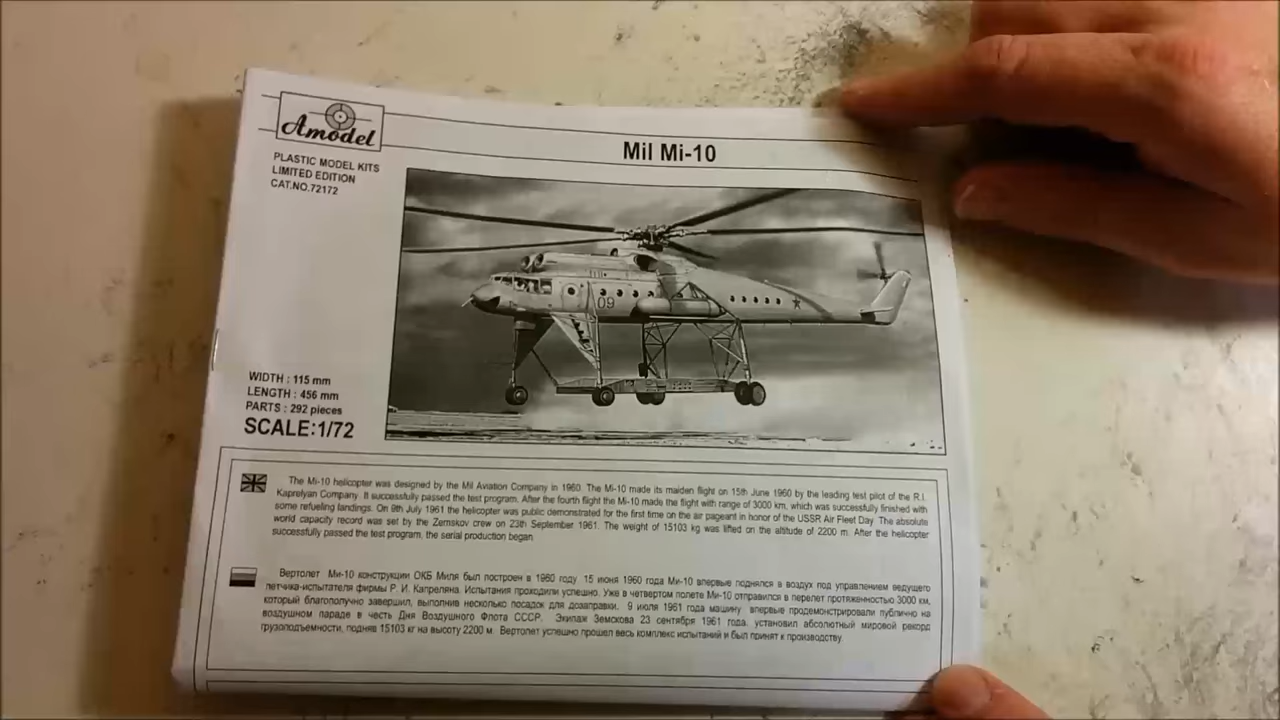 Amodel
Mil Mi-10
PLASTIC MODEL KITS
LIMITED EDITION
CAT.NO.72172
09
WIDTH : 115 mm
LENGTH : 456 mm
PARTS : 292 pieces
SCALE:1/72
The Mi-10 helicopter was designed by the Mil Aviation Company in 1960. The Mi-10 made its maiden flight on 15th June 1960 by the leading test pilot of the R.I.
Kaprelyan Company. It successfully passed the test program. After the fourth flight the Mi-10 made the flight with range of 3000 km, which was successfully finished with
some refueling landings. On 9th July 1961 the helicopter was public demonstrated for the first time on the air pageant in honor of the USSR Air Fleet Day. The absolute
world capacity record was set by the Zemskov crew on 23th September 1961. The weight of 15103 kg was lifted on the altitude of 2200 m. After the helicopter
successfully passed the test program, the serial production began.
Вертолет Ми-10 конструкции ОКБ Миля был построен в 1960 году. 15 июня 1960 года Ми-10 впервые поднялся в воздух под управлением ведущего
летчика-испытателя фирмы Р. И. Капреляна. Испытания проходили успешно. Уже в четвертом полете Ми-10 отправился в перелет протяженностью 3000 км,
который благополучно завершил, выполнив несколько посадок для дозаправки. 9 июля 1961 года машину впервые продемонстрировали публично на
воздушном параде в честь Дня Воздушного Флота СССР. Экипаж Земскова 23 сентября 1961 года установил абсолютный мировой рекорд
грузоподъемности, подняв 15103 кг на высоту 2200 м. Вертолет успешно прошел весь комплекс испытаний и был принят к производству.